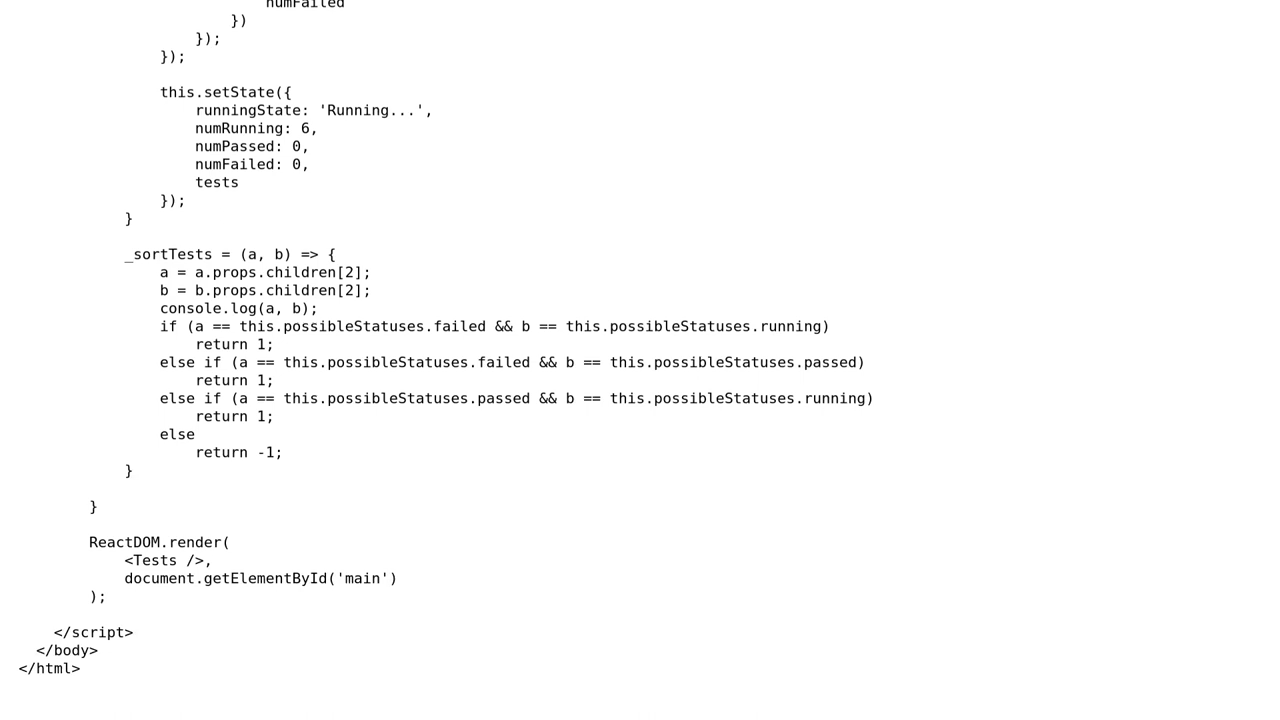 numFailed
})
});
});
this.setState({
runningState: 'Running...',
numRunning: 6,
numPassed: 0,
numFailed: 0,
tests
});
}
_sortTests = (a, b) => {
a = a.props.children[2];
b = b.props.children[2];
console.log(a, b);
if (a == this.possibleStatuses.failed && b == this.possibleStatuses.running)
return 1;
else if (a == this.possibleStatuses.failed && b == this.possibleStatuses.passed)
return 1;
else if (a == this.possibleStatuses.passed && b == this.possibleStatuses.running)
return 1;
else
return -1;
}
}
ReactDOM.render(
<Tests />,
document.getElementById('main')
);
</script>
</body>
</html>